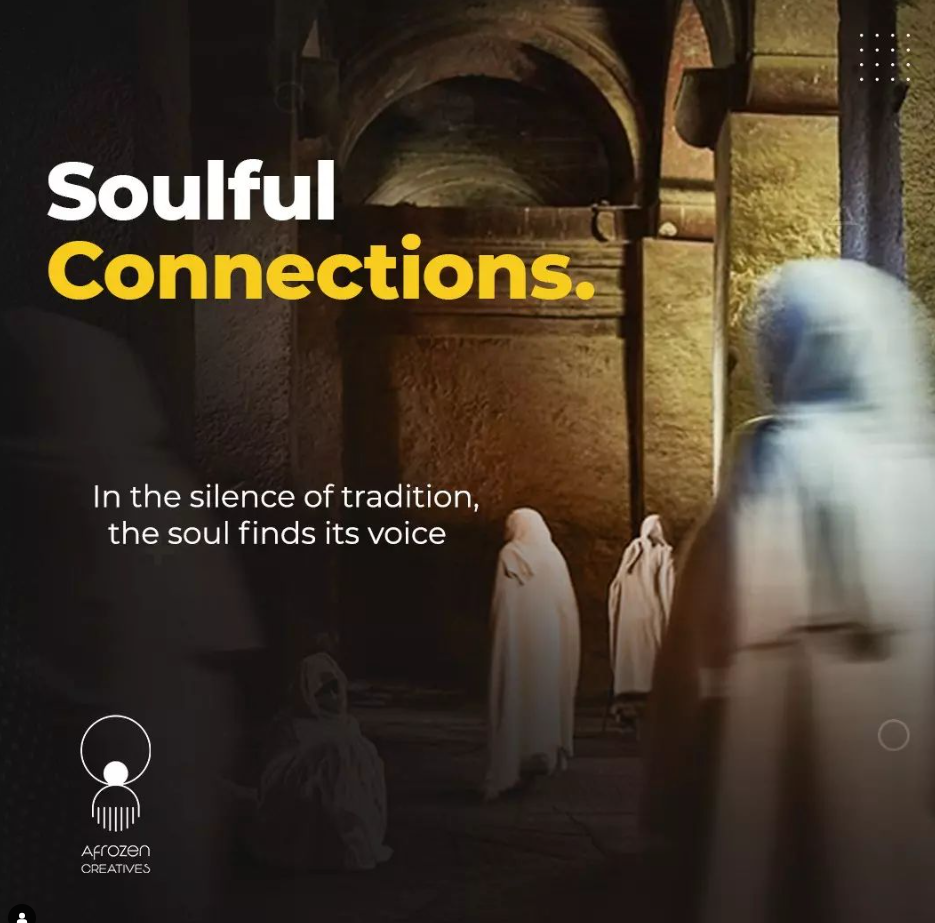 Soulful
Connections.
In the silence of tradition,
the soul finds its voice
Afrozen
CREATIVES